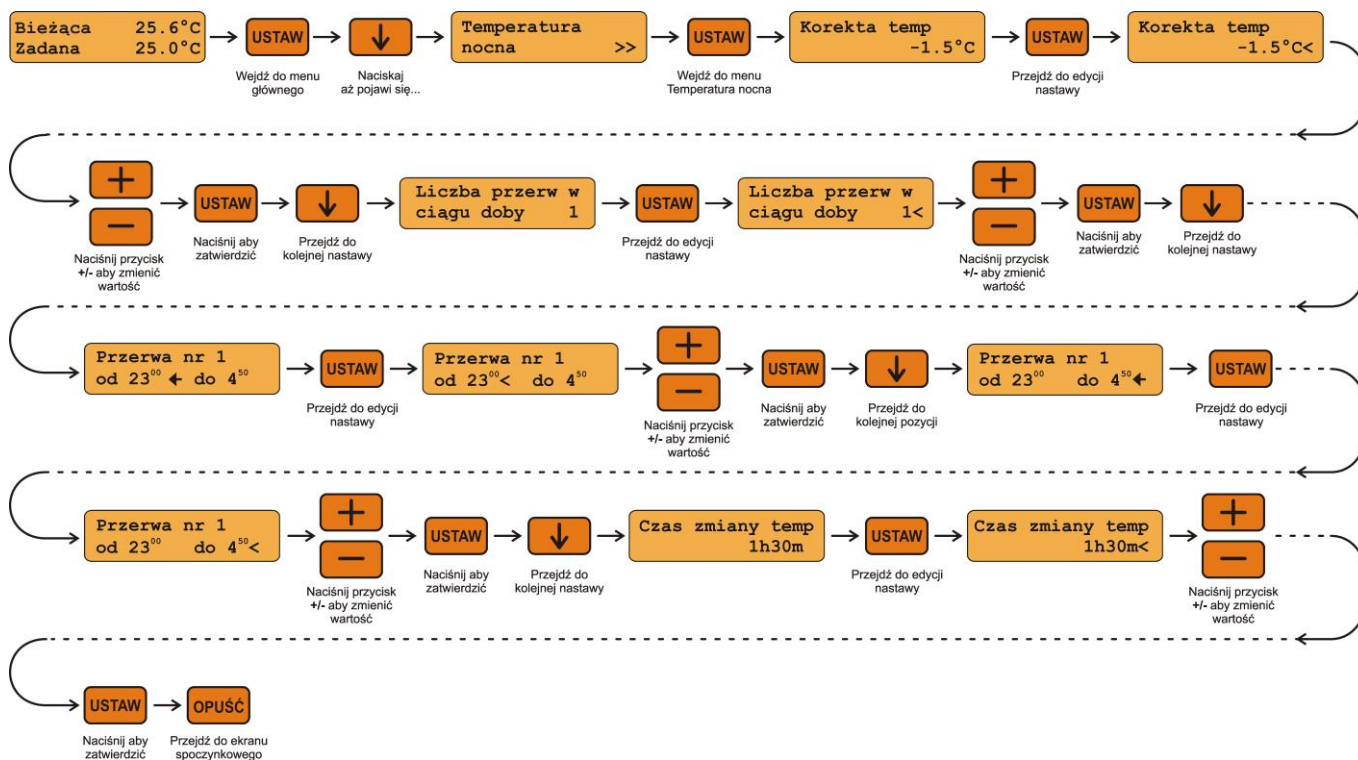 Bieżąca 25.6°C
Zadana 25.0°C
USTAW
Wejdź do menu
głównego
↓
Naciskaj
aż pojawi się...
Temperatura
nocna >>
USTAW
Wejdź do menu
Temperatura nocna
Korekta temp
-1.5°C
USTAW
Przejdź do edycji
nastawy
Korekta temp
-1.5°C<
+
−
Naciśnij przycisk
+/- aby zmienić
wartość
USTAW
Naciśnij aby
zatwierdzić
↓
Przejdź do
kolejnej nastawy
Liczba przerw w
ciągu doby 1
USTAW
Przejdź do edycji
nastawy
Liczba przerw w
ciągu doby 1<
+
−
Naciśnij przycisk
+/- aby zmienić
wartość
USTAW
Naciśnij aby
zatwierdzić
↓
Przejdź do
kolejnej nastawy
Przerwa nr 1
od 23⁰⁰ ← do 4⁵⁰
USTAW
Przejdź do edycji
nastawy
Przerwa nr 1
od 23⁰⁰< do 4⁵⁰
+
−
Naciśnij przycisk
+/- aby zmienić
wartość
USTAW
Naciśnij aby
zatwierdzić
↓
Przejdź do
kolejnej pozycji
Przerwa nr 1
od 23⁰⁰ do 4⁵⁰←
USTAW
Przejdź do edycji
nastawy
Przerwa nr 1
od 23⁰⁰ do 4⁵⁰<
+
−
Naciśnij przycisk
+/- aby zmienić
wartość
USTAW
Naciśnij aby
zatwierdzić
↓
Przejdź do
kolejnej nastawy
Czas zmiany temp
1h30m
USTAW
Przejdź do edycji
nastawy
Czas zmiany temp
1h30m<
+
−
Naciśnij przycisk
+/- aby zmienić
wartość
USTAW
Naciśnij aby
zatwierdzić
OPUŚĆ
Przejdź do ekranu
spoczynkowego